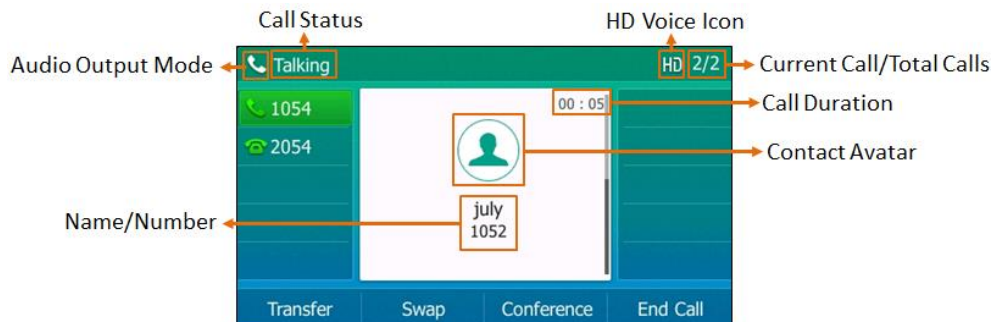 Call Status
HD Voice Icon
Audio Output Mode
Talking
HD 2/2
Current Call/Total Calls
1054
00 : 05
Call Duration
2054
Contact Avatar
Name/Number
july
1052
Transfer
Swap
Conference
End Call